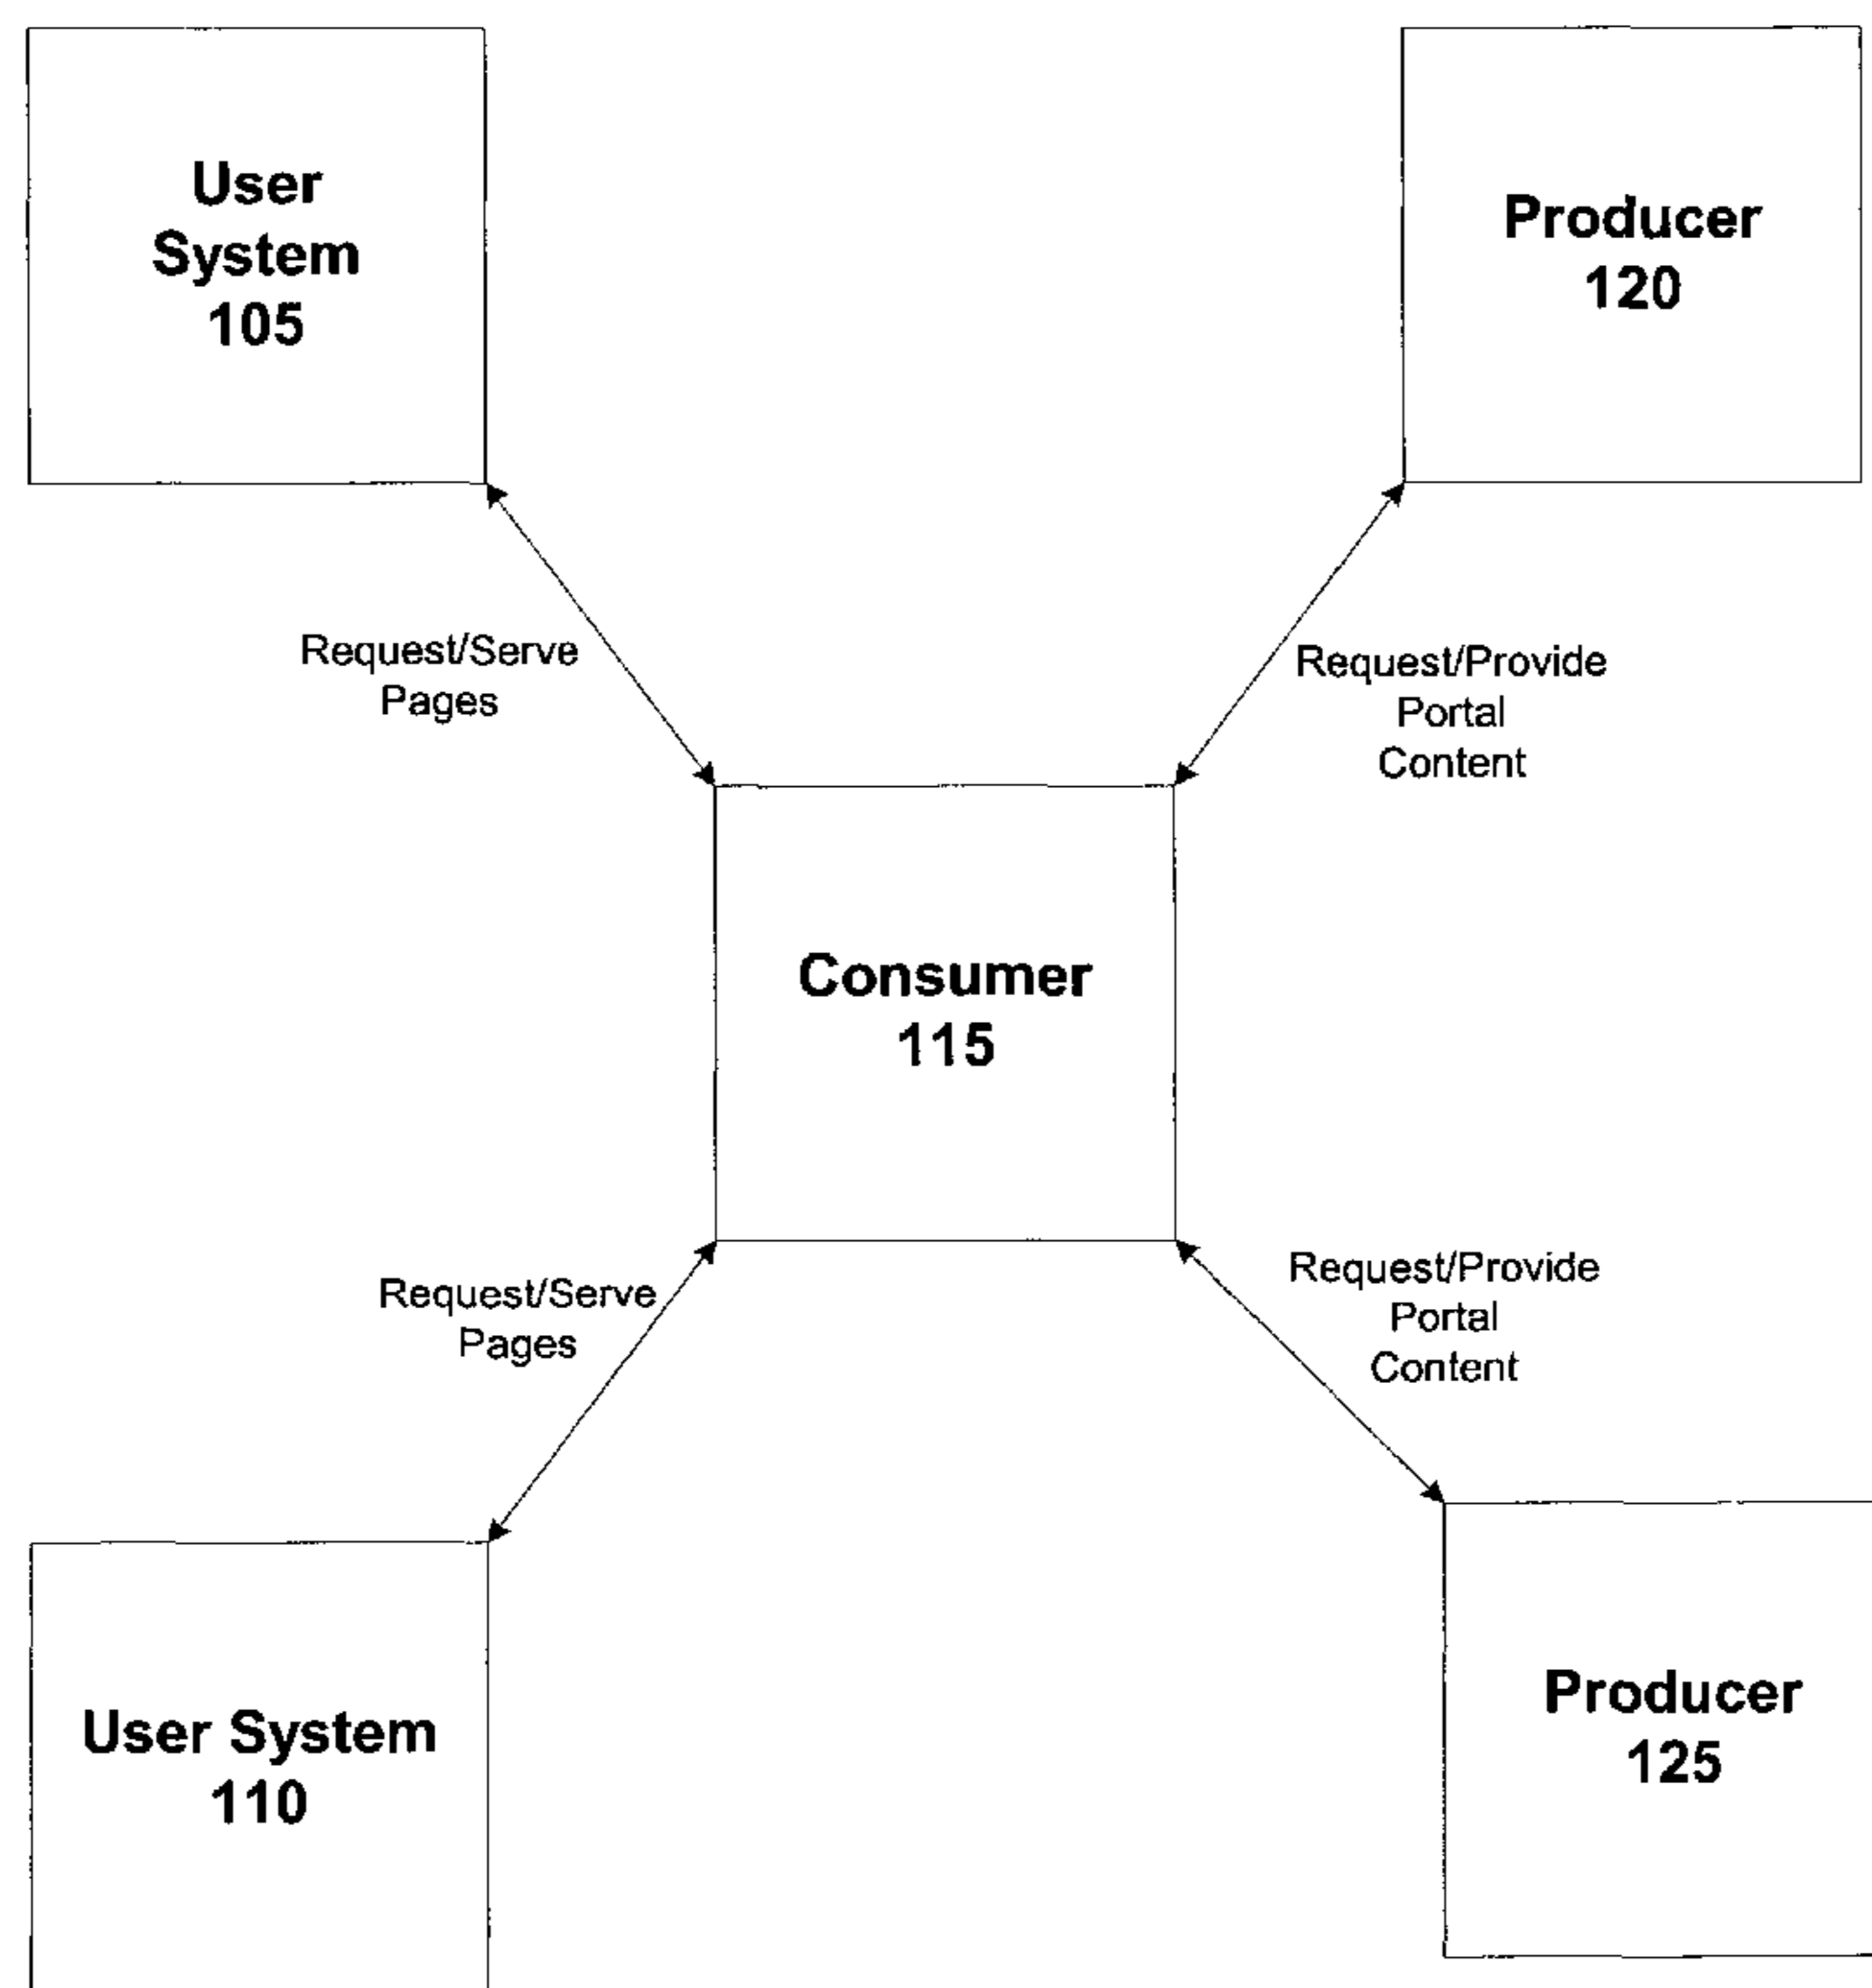 User
System
105
Producer
120
Request/Serve
Pages
Request/Provide
Portal
Content
Consumer
115
Request/Serve
Pages
Request/Provide
Portal
Content
User System
110
Producer
125